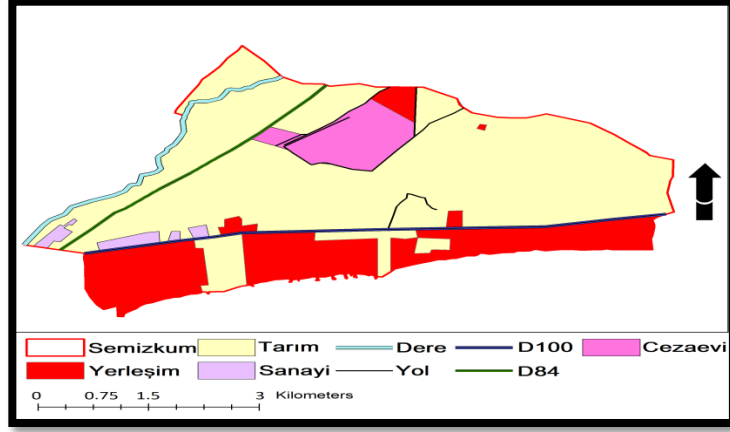 Semizkum Tarım Dere D100 Cezaevi
Yerleşim Sanayi Yol D84
0 0.75 1.5 3 Kilometers